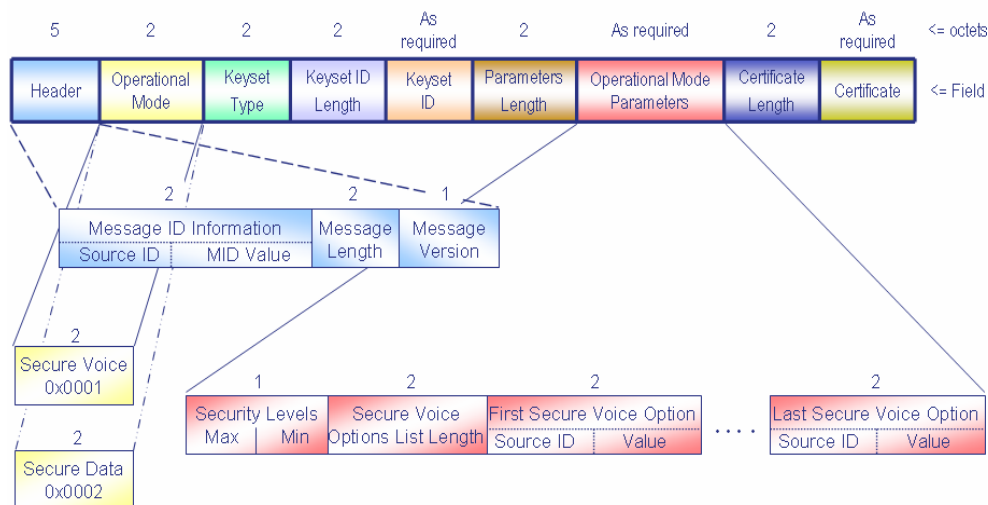 5 2 2 2 As required 2 As required 2 As required <= octets
Header Operational Mode Keyset Type Keyset ID Length Keyset ID Parameters Length Operational Mode Parameters Certificate Length Certificate <= Field
2 2 1
Message ID Information Message Length Message Version
Source ID MID Value
2
Secure Voice
0x0001
2
Secure Data
0x0002
1 2 2 2
Security Levels Secure Voice Options List Length First Secure Voice Option .... Last Secure Voice Option
Max Min Source ID Value Source ID Value